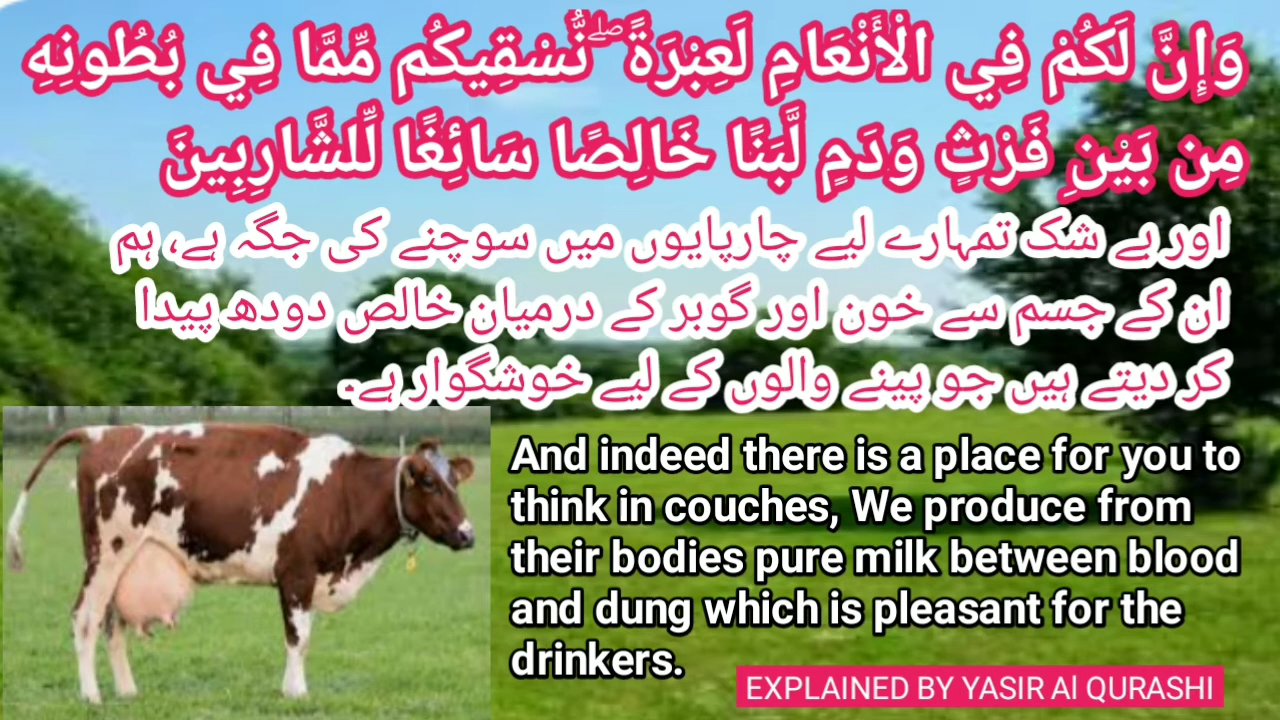 وَإِنَّ لَكُمْ فِي الْأَنْعَامِ لَعِبْرَةً ۖ نُّسْقِيكُم مِّمَّا فِي بُطُونِهِ
مِن بَيْنِ فَرْثٍ وَدَمٍ لَّبَنًا خَالِصًا سَائِغًا لِّلشَّارِبِينَ
اور بے شک تمہارے لیے چارپایوں میں سوچنے کی جگہ ہے، ہم
ان کے جسم سے خون اور گوبر کے درمیان خالص دودھ پیدا
کر دیتے ہیں جو پینے والوں کے لیے خوشگوار ہے۔
And indeed there is a place for you to
think in couches, We produce from
their bodies pure milk between blood
and dung which is pleasant for the
drinkers.
EXPLAINED BY YASIR Al QURASHI